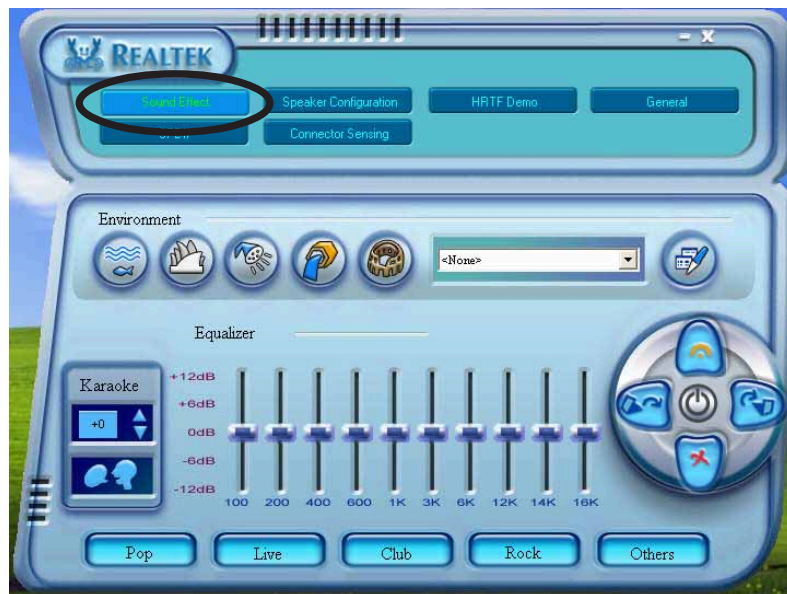 REALTEK
Sound Effect Speaker Configuration HRTF Demo General
Connector Sensing
Environment
<None>
Equalizer
Karaoke
+0
+12dB
+6dB
0dB
-6dB
-12dB
100 200 400 600 1K 3K 6K 12K 14K 16K
Pop Live Club Rock Others